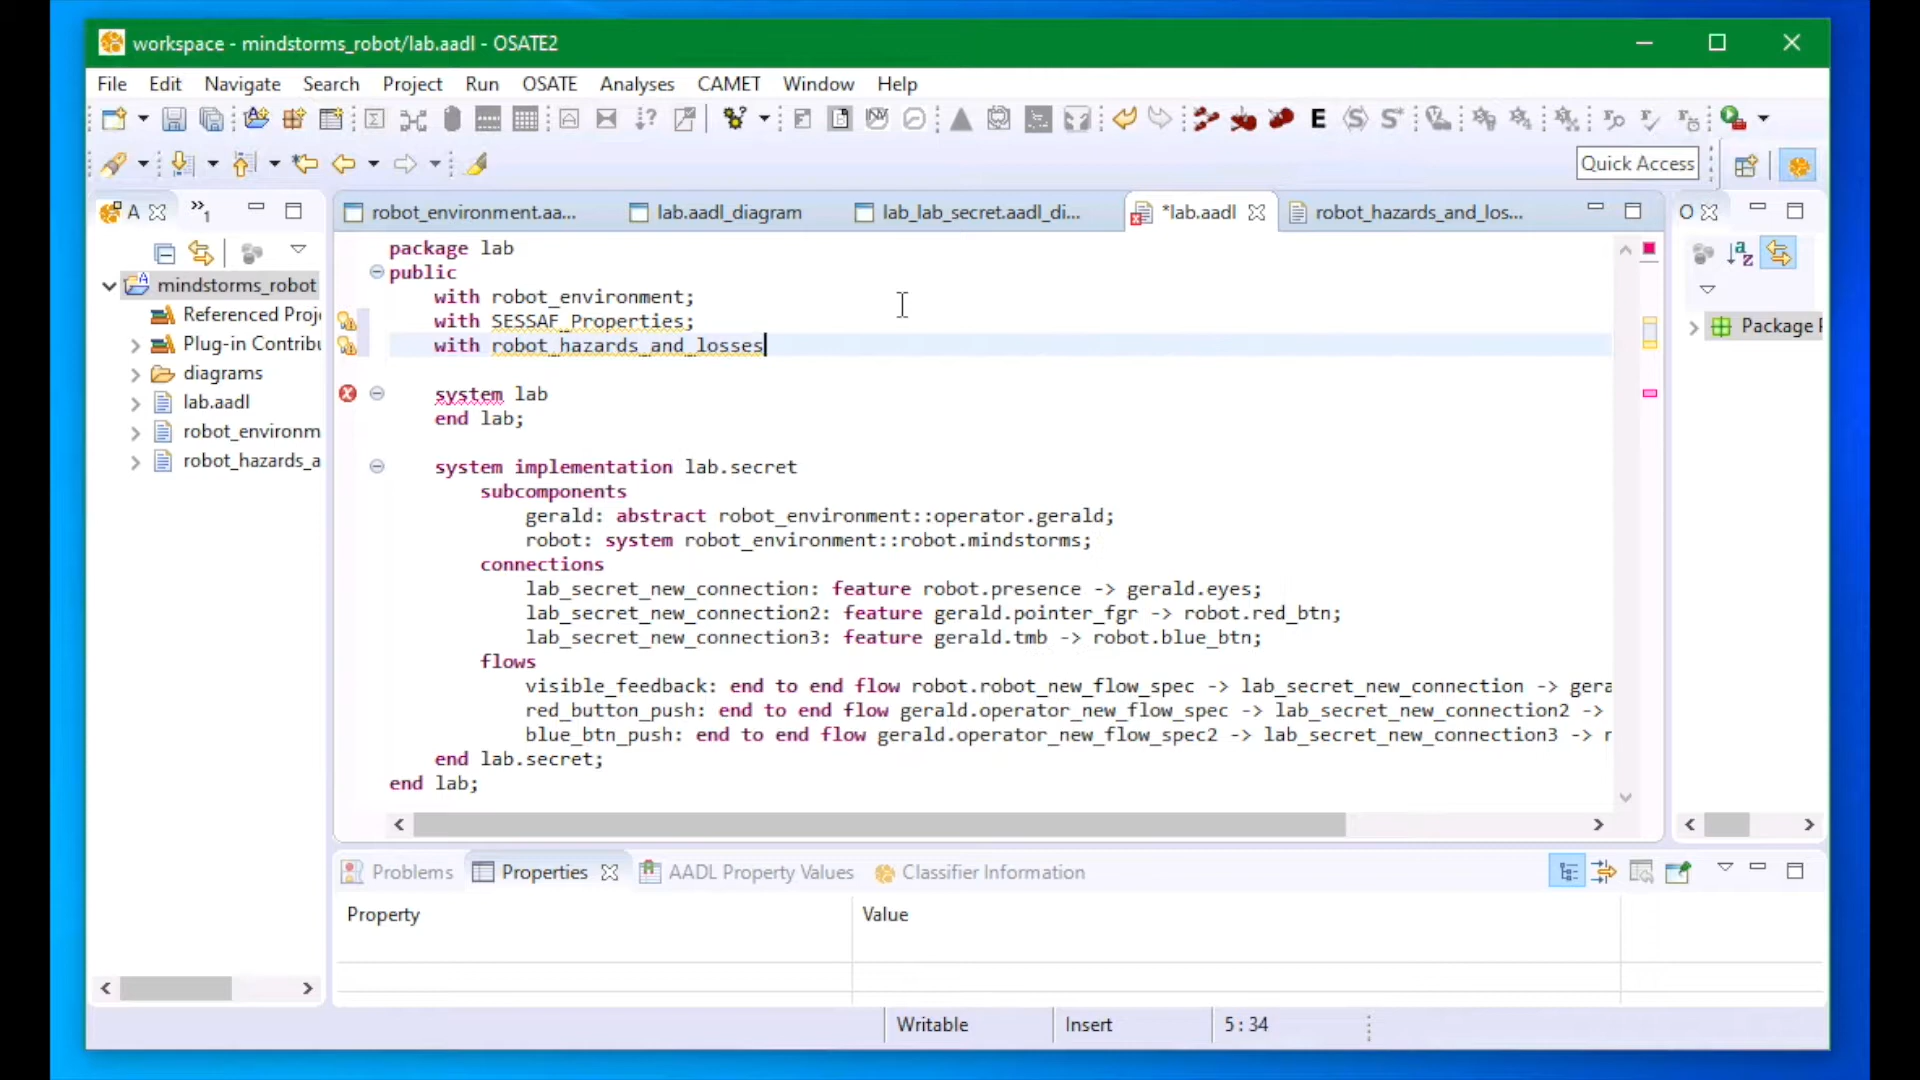 workspace - mindstorms_robot/lab.aadl - OSATE2
File Edit Navigate Search Project Run OSATE Analyses CAMET Window Help
Quick Access
A
robot_environment.aa...
lab.aadl_diagram
lab_lab_secret.aadl_di...
*lab.aadl
robot_hazards_and_los...
O
mindstorms_robot
Referenced Proj
Plug-in Contribu
diagrams
lab.aadl
robot_environm
robot_hazards_a
package lab
public
with robot_environment;
with SESSAF_Properties;
with robot_hazards_and_losses
system lab
end lab;
system implementation lab.secret
subcomponents
gerald: abstract robot_environment::operator.gerald;
robot: system robot_environment::robot.mindstorms;
connections
lab_secret_new_connection: feature robot.presence -> gerald.eyes;
lab_secret_new_connection2: feature gerald.pointer_fgr -> robot.red_btn;
lab_secret_new_connection3: feature gerald.tmb -> robot.blue_btn;
flows
visible_feedback: end to end flow robot.robot_new_flow_spec -> lab_secret_new_connection -> gera
red_button_push: end to end flow gerald.operator_new_flow_spec -> lab_secret_new_connection2 ->
blue_btn_push: end to end flow gerald.operator_new_flow_spec2 -> lab_secret_new_connection3 -> r
end lab.secret;
end lab;
Package
Problems
Properties
AADL Property Values
Classifier Information
Property Value
Writable
Insert
5 : 34